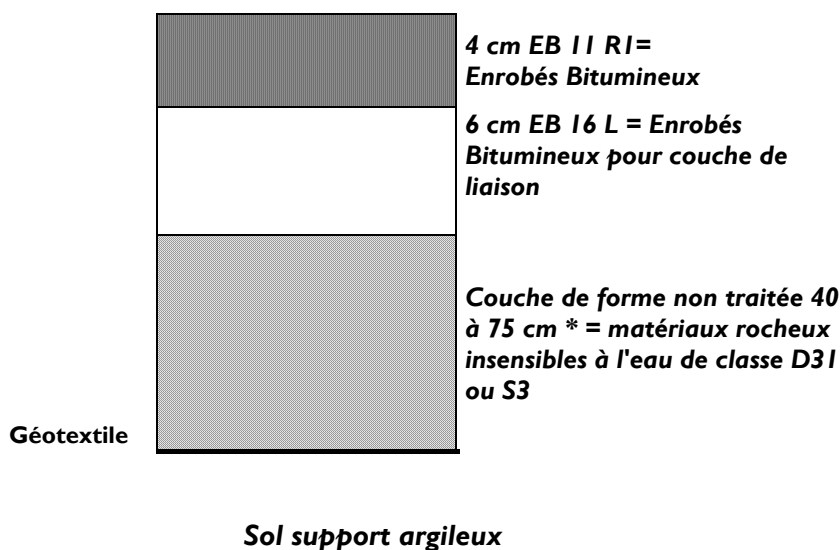 4 cm EB 11 R1=
Enrobés Bitumineux
6 cm EB 16 L = Enrobés
Bitumineux pour couche de
liaison
Couche de forme non traitée 40
à 75 cm * = matériaux rocheux
insensibles à l'eau de classe D31
ou S3
Géotextile
Sol support argileux